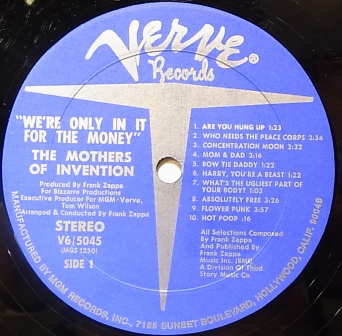 Verve®
Records
"WE'RE ONLY IN IT
FOR THE MONEY"
THE MOTHERS
OF INVENTION
Produced By Frank Zappa
For Bizarre Productions
Executive Producer For MGM-Verve,
Tom Wilson
Arranged & Conducted By Frank Zappa
STEREO
V6/5045
(MGS 1250)
SIDE 1
1. ARE YOU HUNG UP 1:23
2. WHO NEEDS THE PEACE CORPS 2:34
3. CONCENTRATION MOON 2:32
4. MOM & DAD 2:16
5. BOW TIE DADDY 1:22
6. HARRY, YOU'RE A BEAST 1:22
7. WHAT'S THE UGLIEST PART OF
YOUR BODY? 1:03
8. ABSOLUTELY FREE 3:26
9. FLOWER PUNK 3:57
10. HOT POOP :16
All Selections Composed
By Frank Zappa
And Published By
Frank Zappa
Music Inc. (BMI)
A Division Of Third
Story Music Co.
MANUFACTURED BY MGM RECORDS, INC., 7165 SUNSET BOULEVARD, HOLLYWOOD, CALIF. 90046